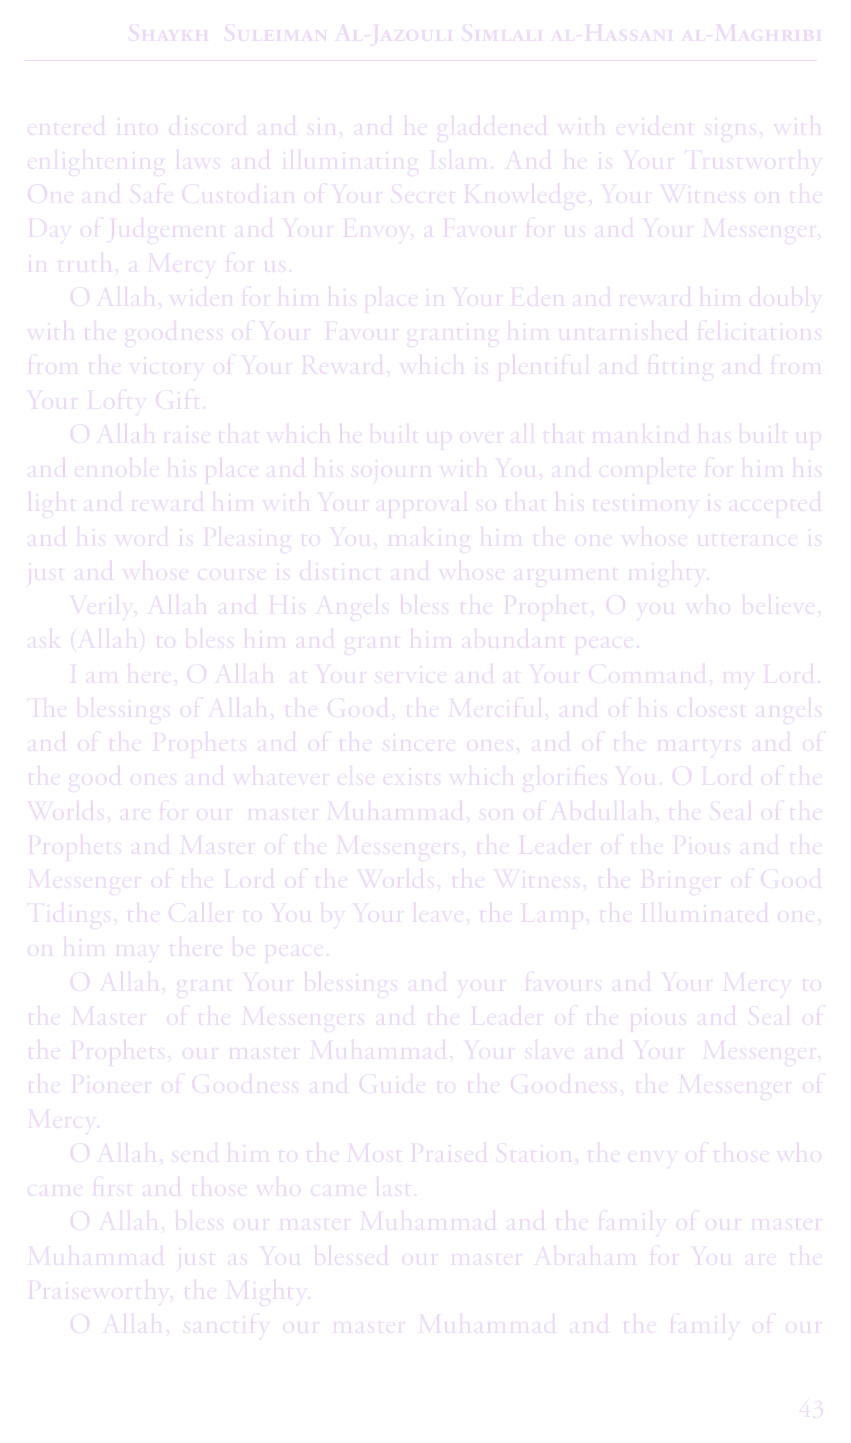 Shaykh Suleiman Al-Jazouli Simlali al-Hassani al-Maghribi
entered into discord and sin, and he gladdened with evident signs, with
enlightening laws and illuminating Islam. And he is Your Trustworthy
One and Safe Custodian of Your Secret Knowledge, Your Witness on the
Day of Judgement and Your Envoy, a Favour for us and Your Messenger,
in truth, a Mercy for us.
O Allah, widen for him his place in Your Eden and reward him doubly
with the goodness of Your Favour granting him untarnished felicitations
from the victory of Your Reward, which is plentiful and fitting and from
Your Lofty Gift.
O Allah raise that which he built up over all that mankind has built up
and ennoble his place and his sojourn with You, and complete for him his
light and reward him with Your approval so that his testimony is accepted
and his word is Pleasing to You, making him the one whose utterance is
just and whose course is distinct and whose argument mighty.
Verily, Allah and His Angels bless the Prophet, O you who believe,
ask (Allah) to bless him and grant him abundant peace.
I am here, O Allah at Your service and at Your Command, my Lord.
The blessings of Allah, the Good, the Merciful, and of his closest angels
and of the Prophets and of the sincere ones, and of the martyrs and of
the good ones and whatever else exists which glorifies You. O Lord of the
Worlds, are for our master Muhammad, son of Abdullah, the Seal of the
Prophets and Master of the Messengers, the Leader of the Pious and the
Messenger of the Lord of the Worlds, the Witness, the Bringer of Good
Tidings, the Caller to You by Your leave, the Lamp, the Illuminated one,
on him may there be peace.
O Allah, grant Your blessings and your favours and Your Mercy to
the Master of the Messengers and the Leader of the pious and Seal of
the Prophets, our master Muhammad, Your slave and Your Messenger,
the Pioneer of Goodness and Guide to the Goodness, the Messenger of
Mercy.
O Allah, send him to the Most Praised Station, the envy of those who
came first and those who came last.
O Allah, bless our master Muhammad and the family of our master
Muhammad just as You blessed our master Abraham for You are the
Praiseworthy, the Mighty.
O Allah, sanctify our master Muhammad and the family of our
43